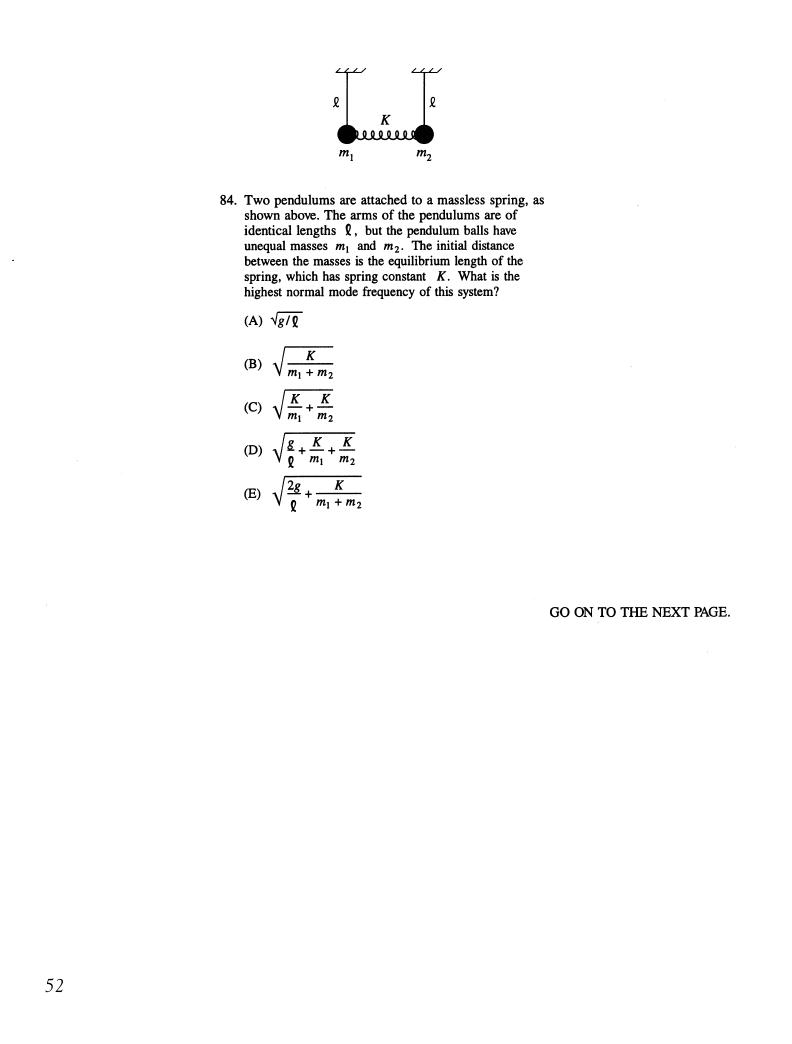 ℓ ℓ
K
m₁ m₂
84. Two pendulums are attached to a massless spring, as
shown above. The arms of the pendulums are of
identical lengths ℓ, but the pendulum balls have
unequal masses m₁ and m₂. The initial distance
between the masses is the equilibrium length of the
spring, which has spring constant K. What is the
highest normal mode frequency of this system?
(A) √(g/ℓ)
(B) √(K/(m₁ + m₂))
(C) √(K/m₁ + K/m₂)
(D) √(g/ℓ + K/m₁ + K/m₂)
(E) √(2g/ℓ + K/(m₁ + m₂))
GO ON TO THE NEXT PAGE.
52